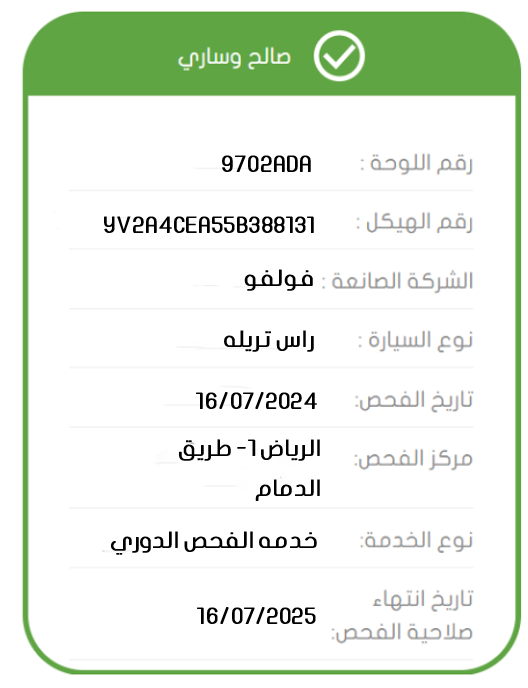 صالح وساري
رقم اللوحة : 9702ADA
رقم الهيكل : YV2A4CEA55B388131
الشركة الصانعة : فولفو
نوع السيارة : راس تريله
تاريخ الفحص: 16/07/2024
مركز الفحص: الرياض1- طريق
الدمام
نوع الخدمة: خدمه الفحص الدوري
تاريخ انتهاء
صلاحية الفحص: 16/07/2025